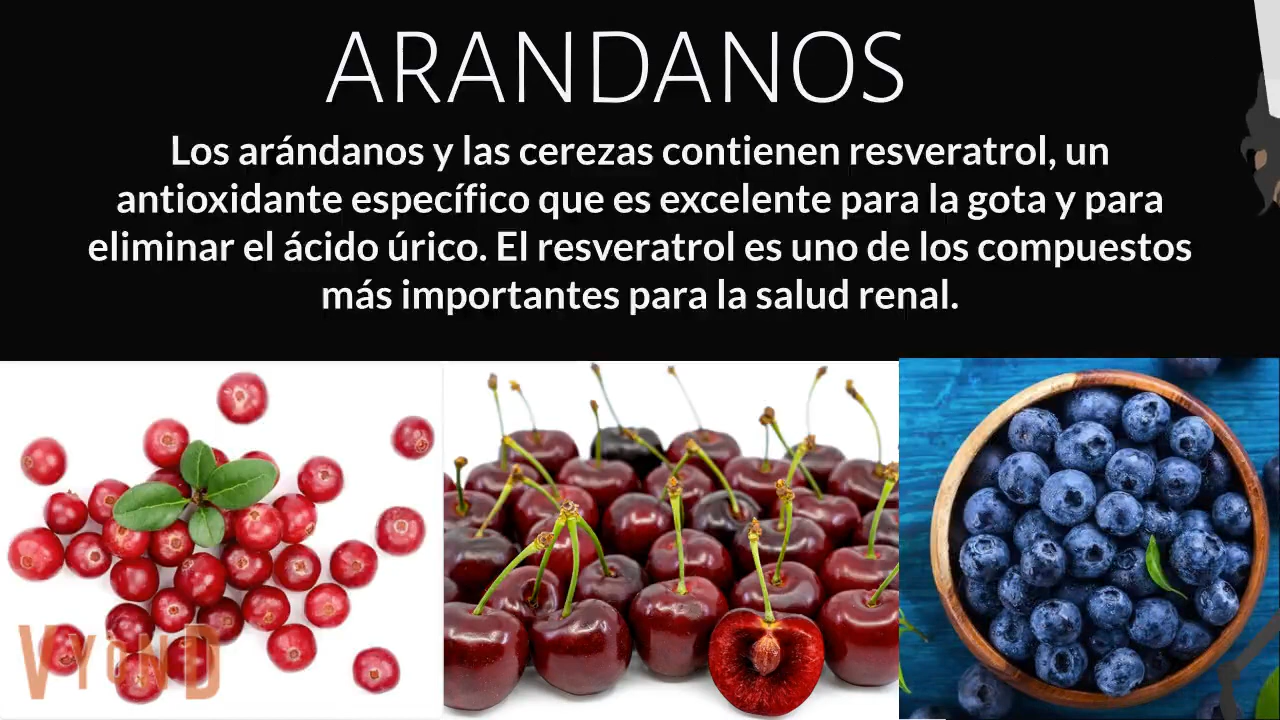 ARANDANOS
Los arándanos y las cerezas contienen resveratrol, un
antioxidante específico que es excelente para la gota y para
eliminar el ácido úrico. El resveratrol es uno de los compuestos
más importantes para la salud renal.
VYOND